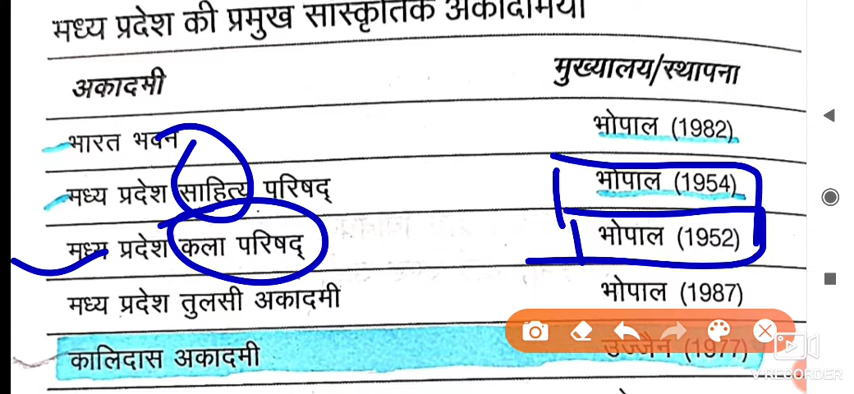 मध्य प्रदेश की प्रमुख सांस्कृतिक अकादमियाँ
अकादमी मुख्यालय/स्थापना
भारत भवन भोपाल (1982)
मध्य प्रदेश साहित्य परिषद् भोपाल (1954)
मध्य प्रदेश कला परिषद् भोपाल (1952)
मध्य प्रदेश तुलसी अकादमी भोपाल (1987)
कालिदास अकादमी उज्जैन (1977)
V RECORDER